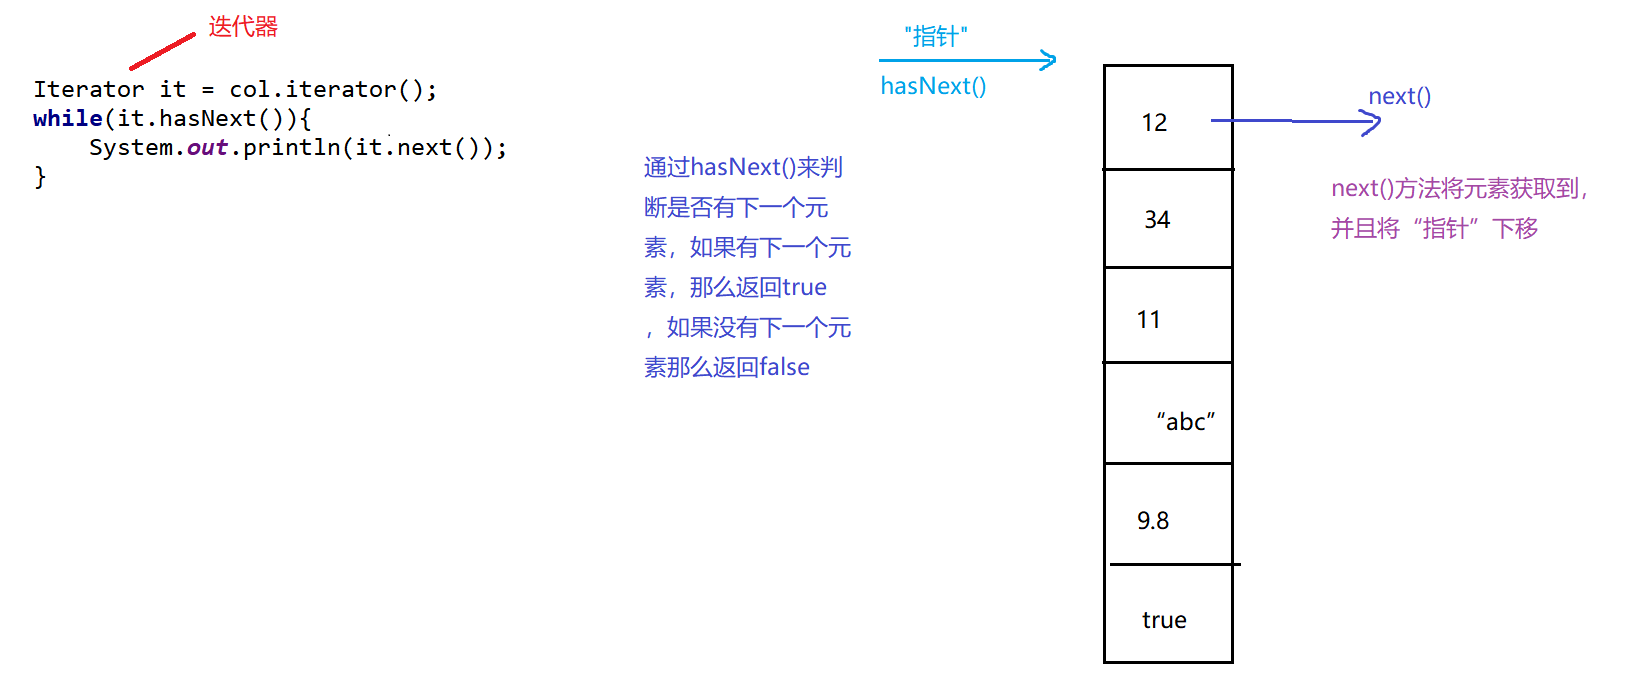 迭代器
Iterator it = col.iterator();
while(it.hasNext()){
    System.out.println(it.next());
}
"指针"
hasNext()
通过hasNext()来判
断是否有下一个元
素，如果有下一个元
素，那么返回true
，如果没有下一个元
素那么返回false
12
34
11
“abc”
9.8
true
next()
next()方法将元素获取到，
并且将“指针”下移